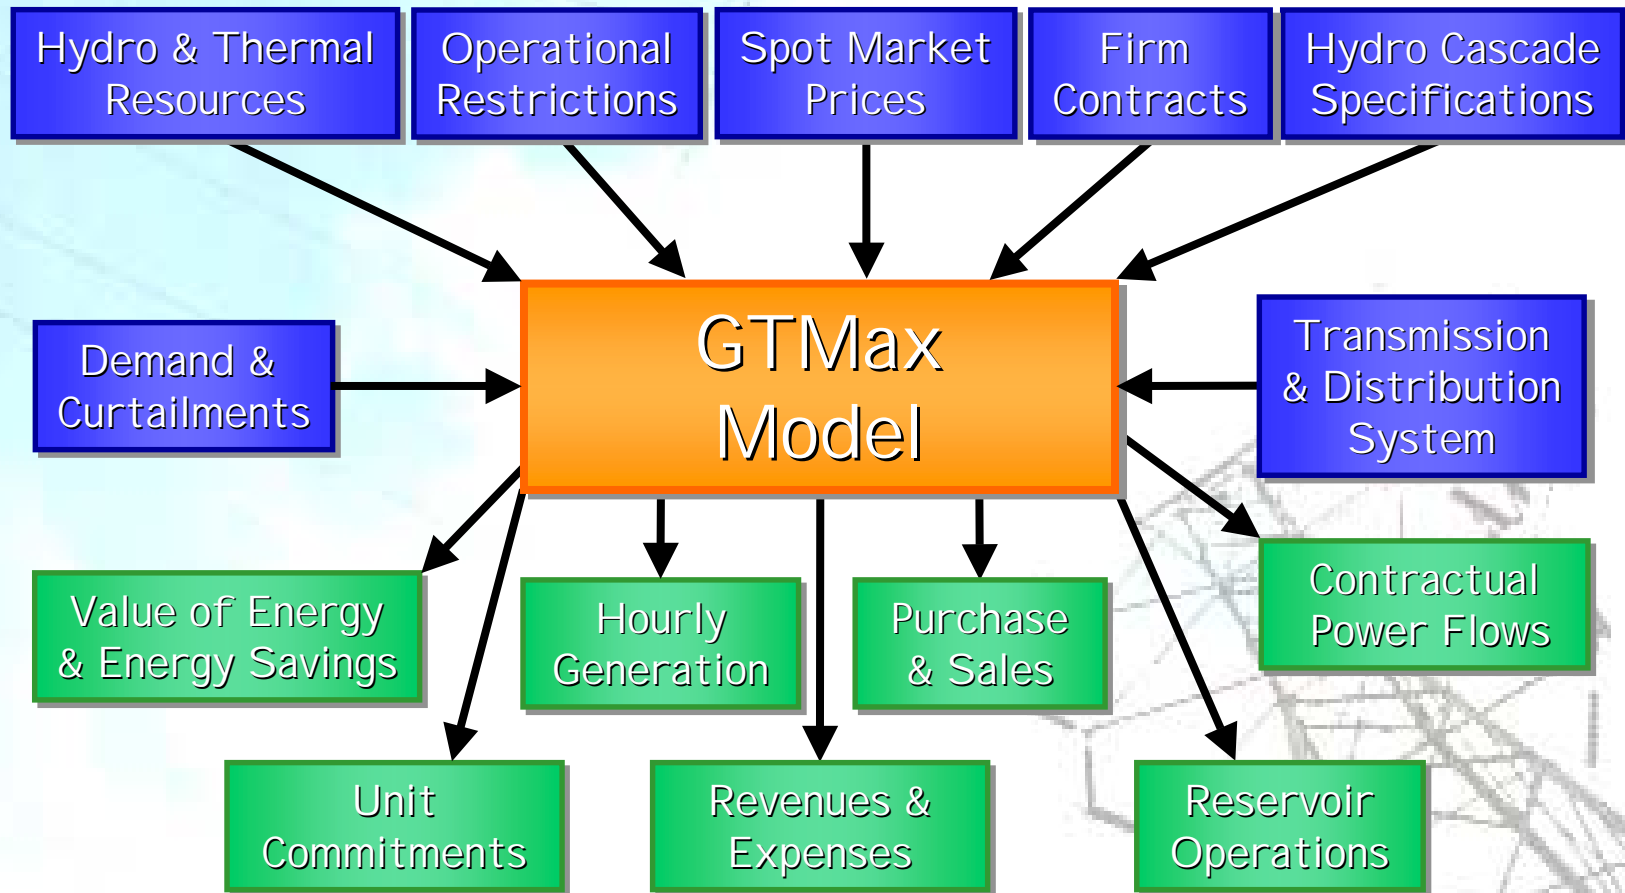 Hydro & Thermal
Resources
Operational
Restrictions
Spot Market
Prices
Firm
Contracts
Hydro Cascade
Specifications
Demand &
Curtailments
GTMax
Model
Transmission
& Distribution
System
Value of Energy
& Energy Savings
Hourly
Generation
Purchase
& Sales
Contractual
Power Flows
Unit
Commitments
Revenues &
Expenses
Reservoir
Operations